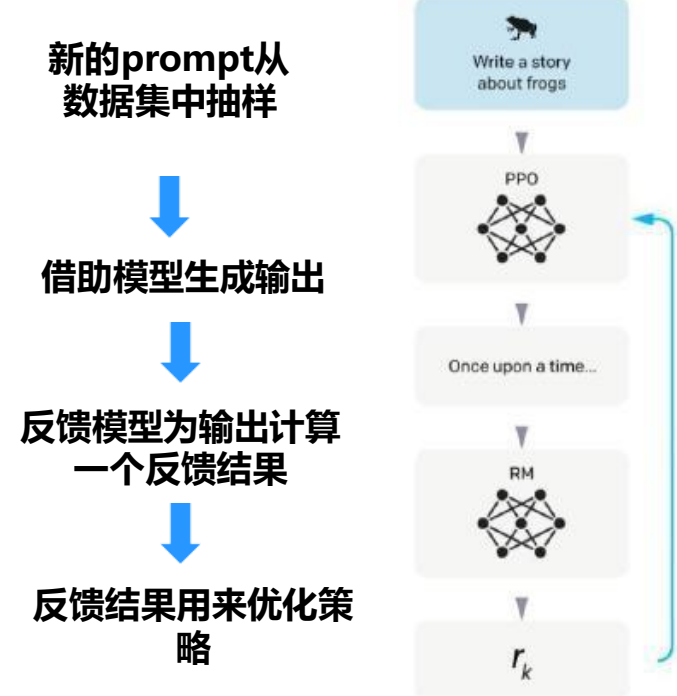 新的prompt从
数据集中抽样
借助模型生成输出
反馈模型为输出计算
一个反馈结果
反馈结果用来优化策
略
Write a story
about frogs
PPO
Once upon a time...
RM
rk